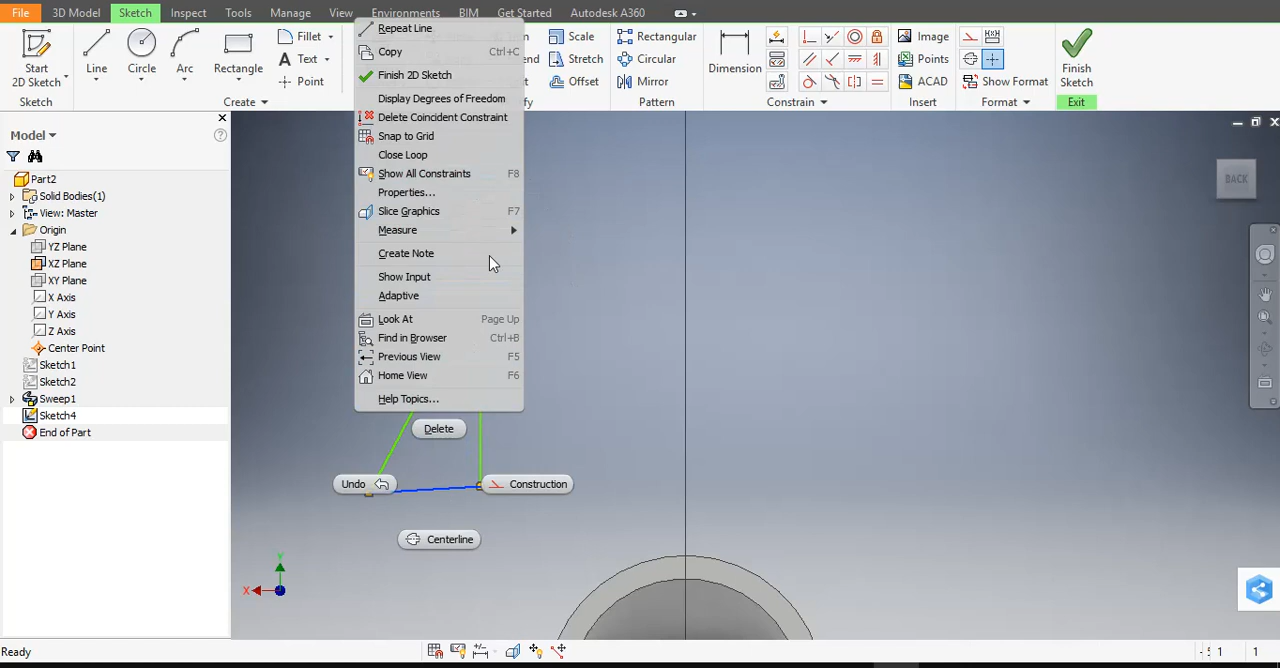 File 3D Model Sketch Inspect Tools Manage View Environments BIM Get Started Autodesk A360
Start
2D Sketch
Line
Circle
Arc
Rectangle
Fillet
Text
Point
Scale
Stretch
Offset
Rectangular
Circular
Mirror
Dimension
Image
Points
ACAD
Show Format
Finish
Sketch
Sketch
Create
Pattern
Constrain
Insert
Format
Exit
Repeat Line
Copy Ctrl+C
Finish 2D Sketch
Display Degrees of Freedom
Delete Coincident Constraint
Snap to Grid
Close Loop
Show All Constraints F8
Properties...
Slice Graphics F7
Measure
Create Note
Show Input
Adaptive
Look At Page Up
Find in Browser Ctrl+B
Previous View F5
Home View F6
Help Topics...
Model
Part2
Solid Bodies(1)
View: Master
Origin
YZ Plane
XZ Plane
XY Plane
X Axis
Y Axis
Z Axis
Center Point
Sketch1
Sketch2
Sweep1
Sketch4
End of Part
BACK
Delete
Undo
Construction
Centerline
Y
X
Ready
1 1